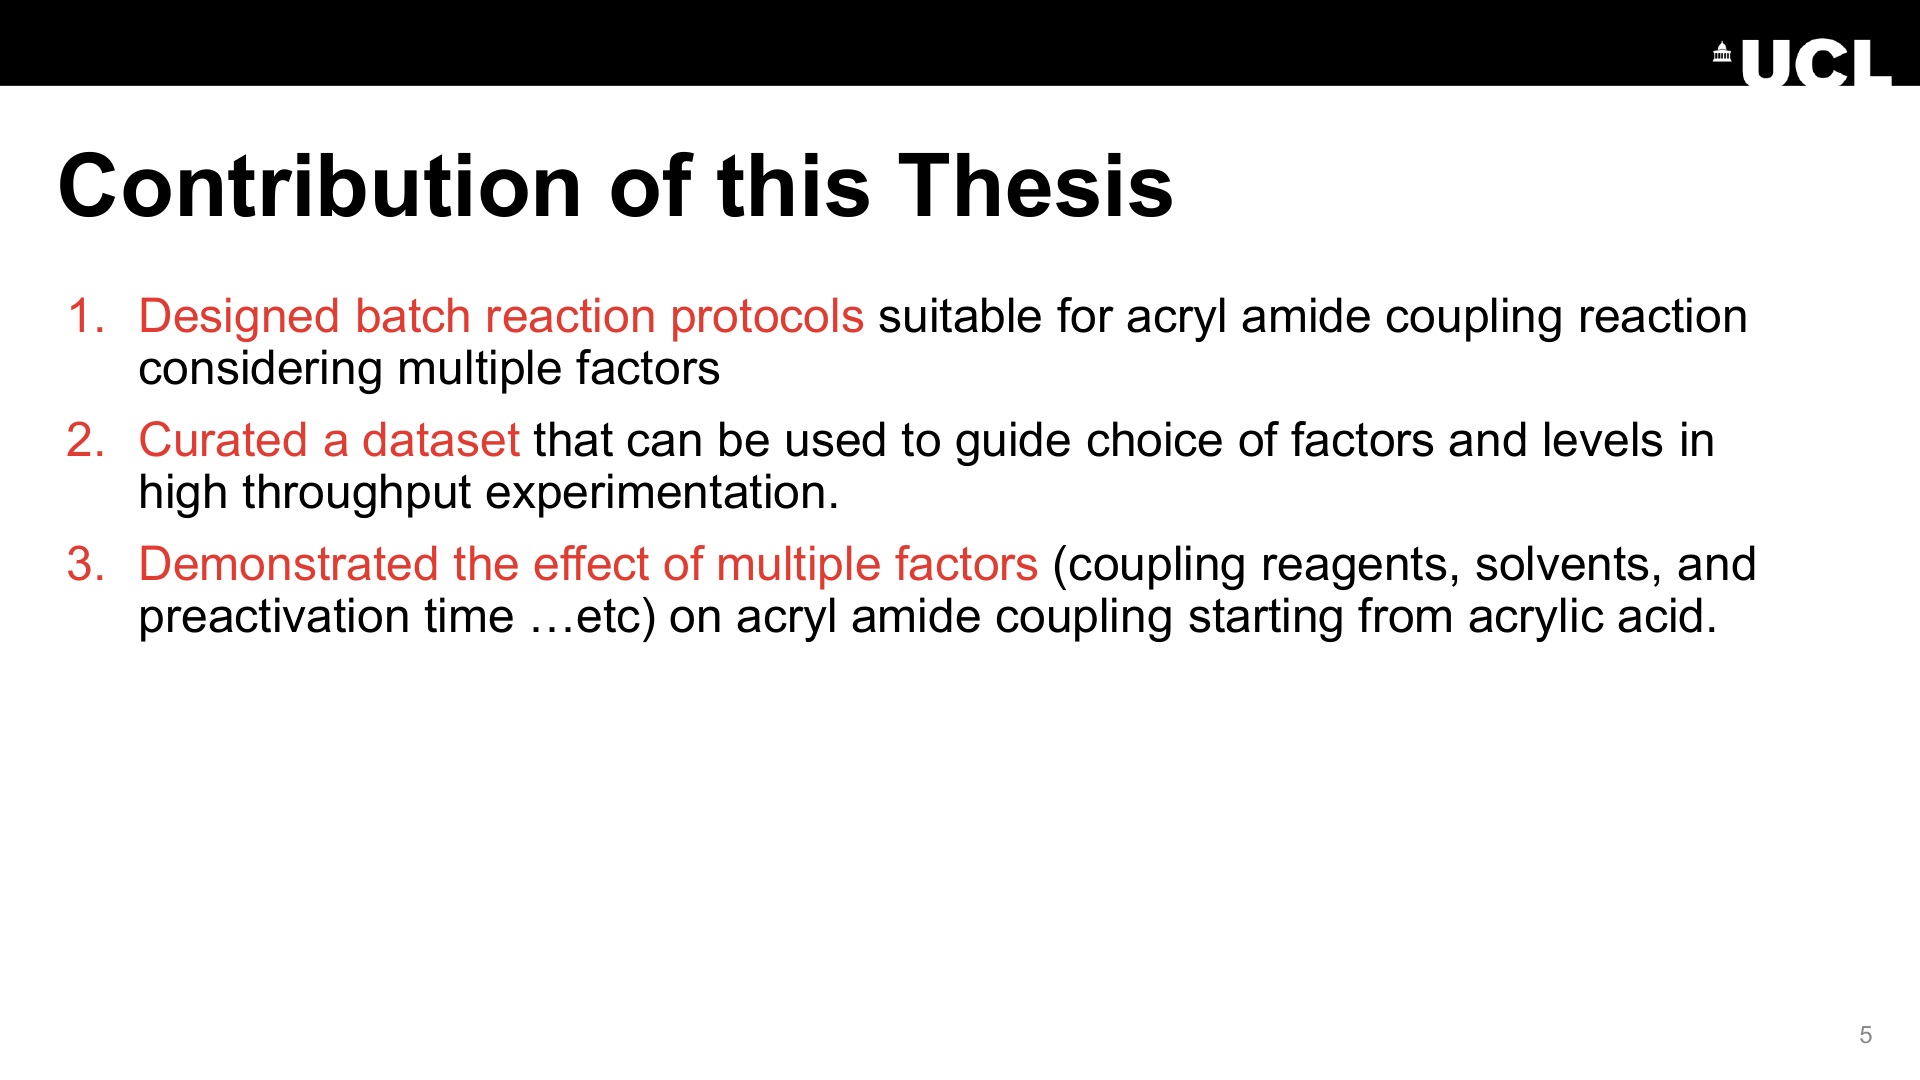 UCL
Contribution of this Thesis
1. Designed batch reaction protocols suitable for acryl amide coupling reaction
considering multiple factors
2. Curated a dataset that can be used to guide choice of factors and levels in
high throughput experimentation.
3. Demonstrated the effect of multiple factors (coupling reagents, solvents, and
preactivation time …etc) on acryl amide coupling starting from acrylic acid.
5